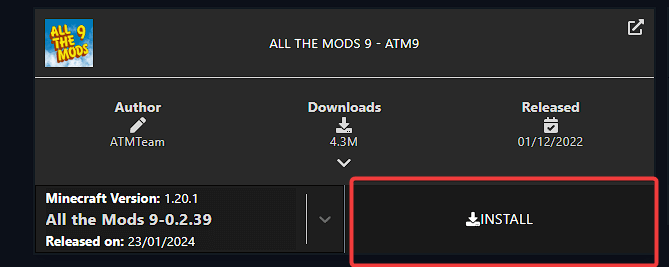 ALL 9
THE
MODS
ALL THE MODS 9 - ATM9
Author
Downloads
Released
ATMTeam
4.3M
01/12/2022
Minecraft Version: 1.20.1
All the Mods 9-0.2.39
Released on: 23/01/2024
INSTALL